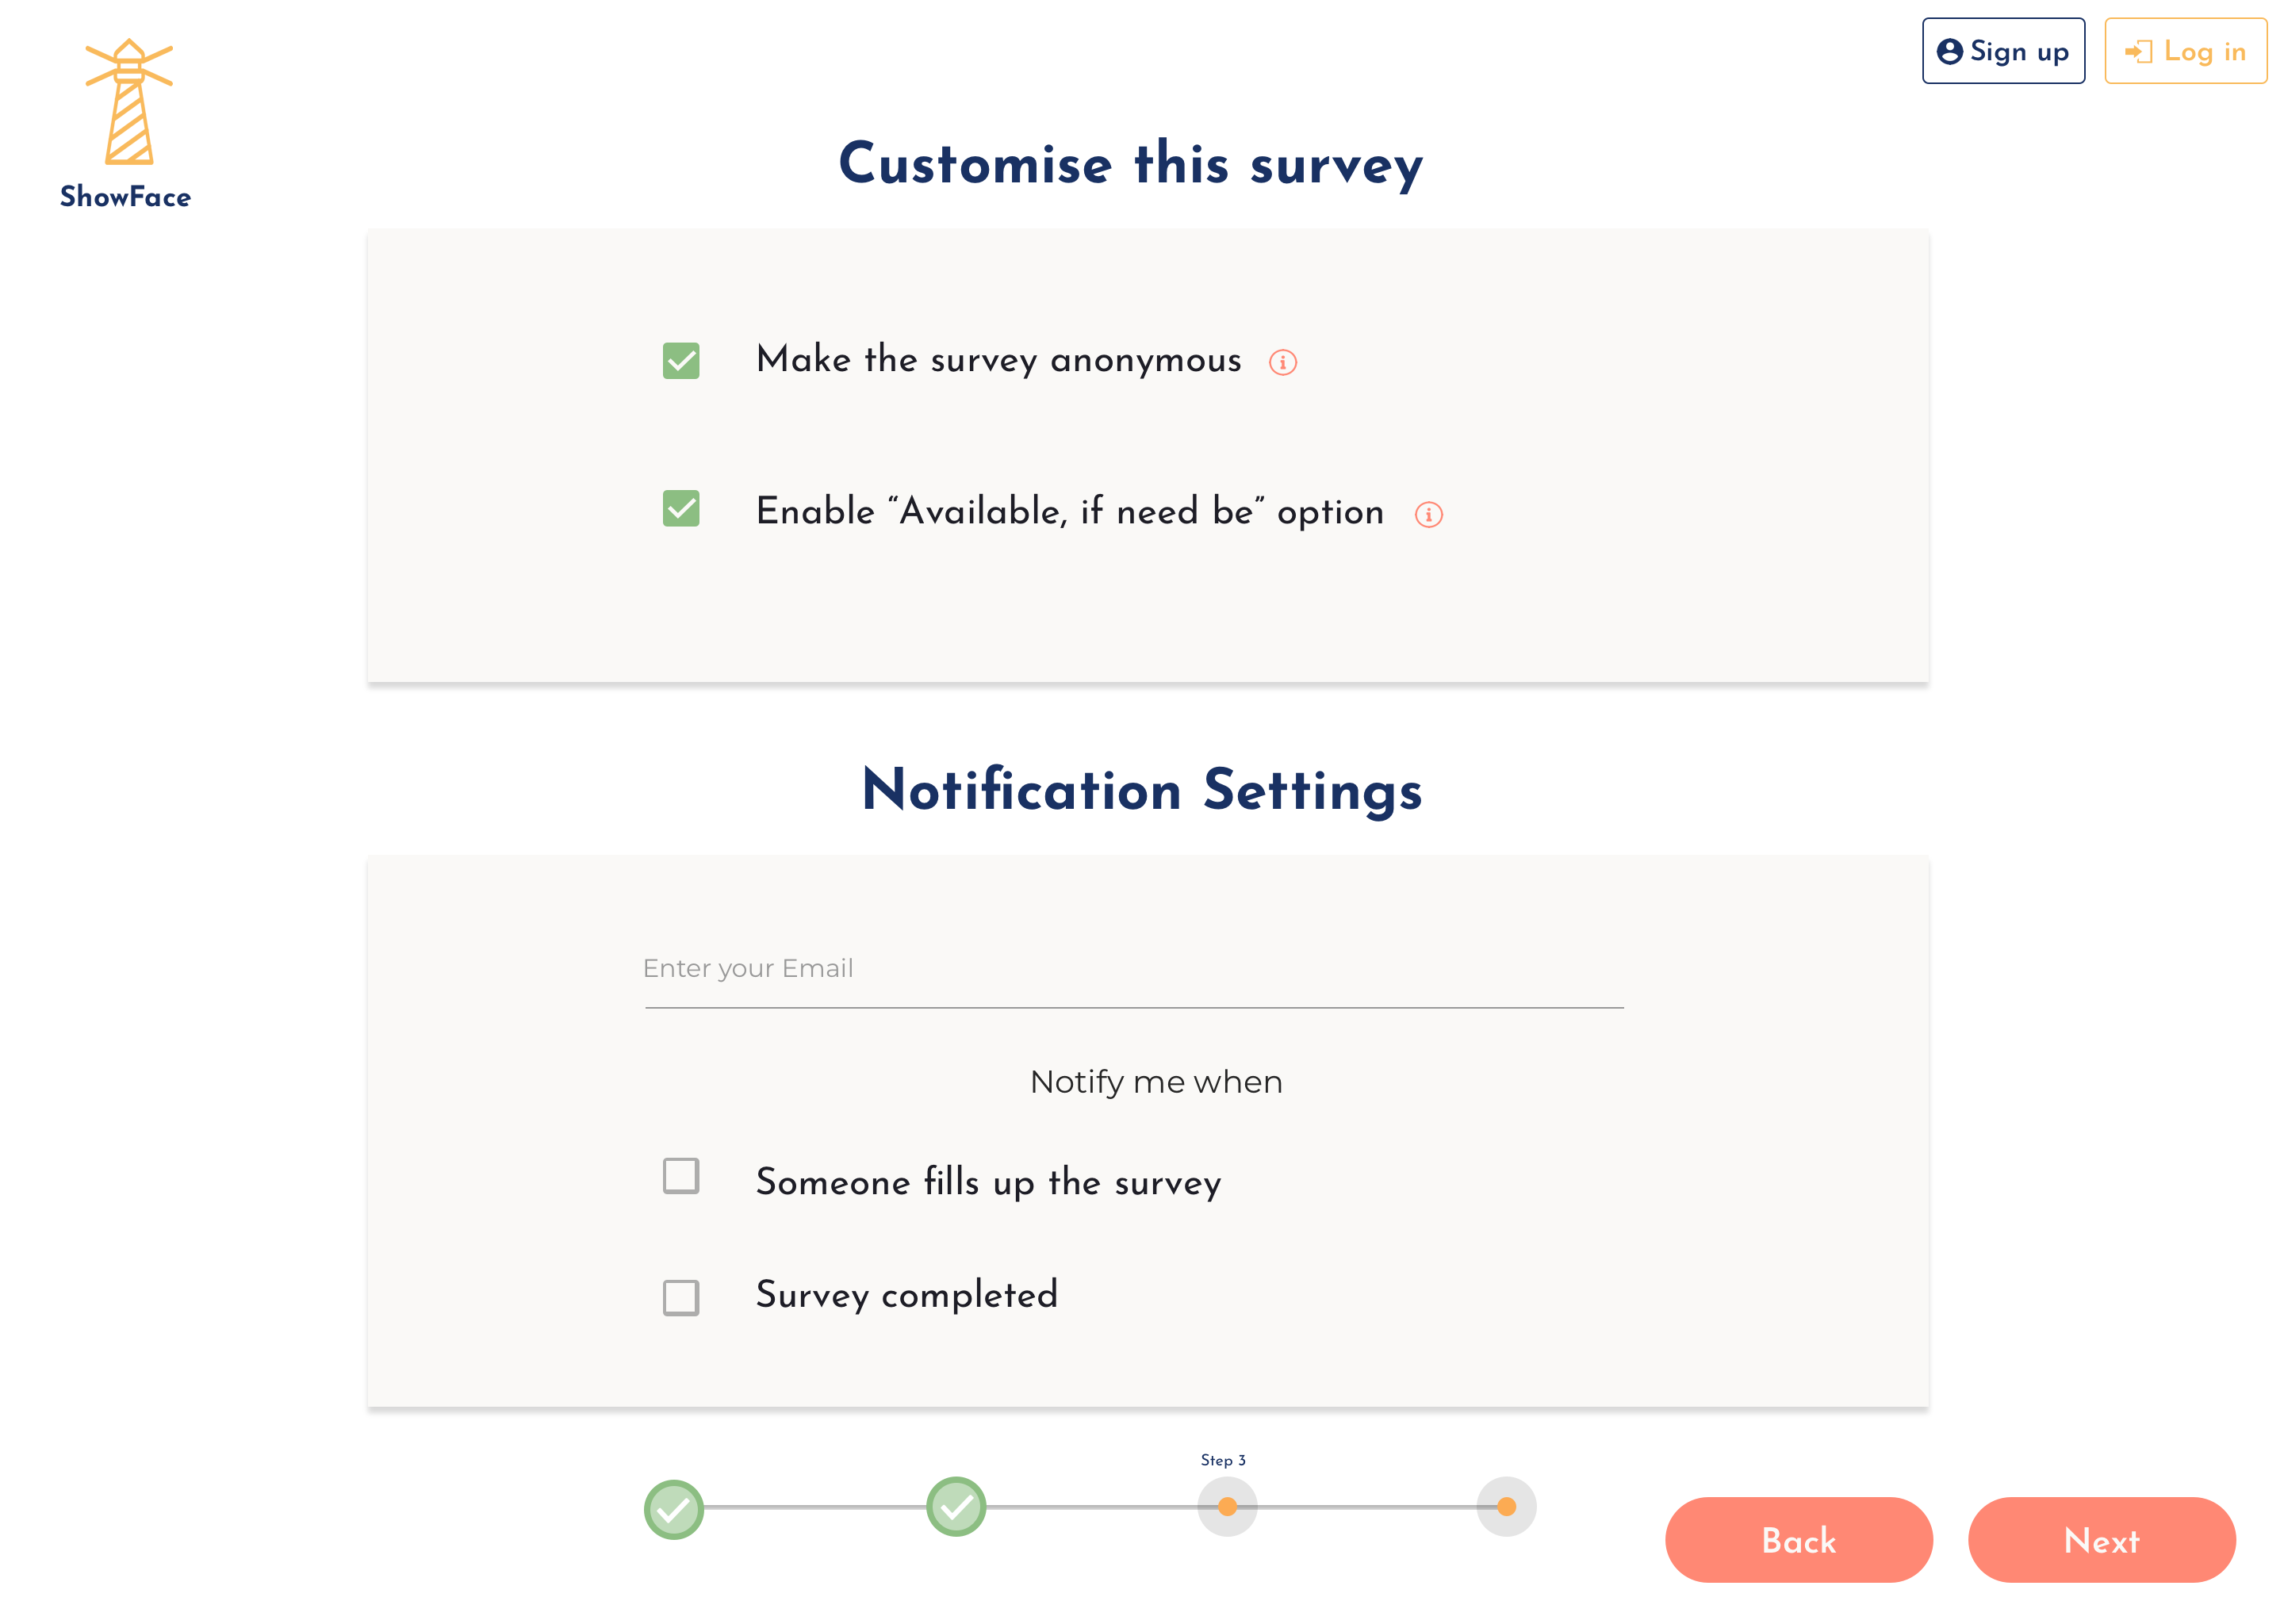 Sign up
Log in
ShowFace
Customise this survey
Make the survey anonymous
Enable “Available, if need be” option
Notification Settings
Enter your Email
Notify me when
Someone fills up the survey
Survey completed
Step 3
Back
Next